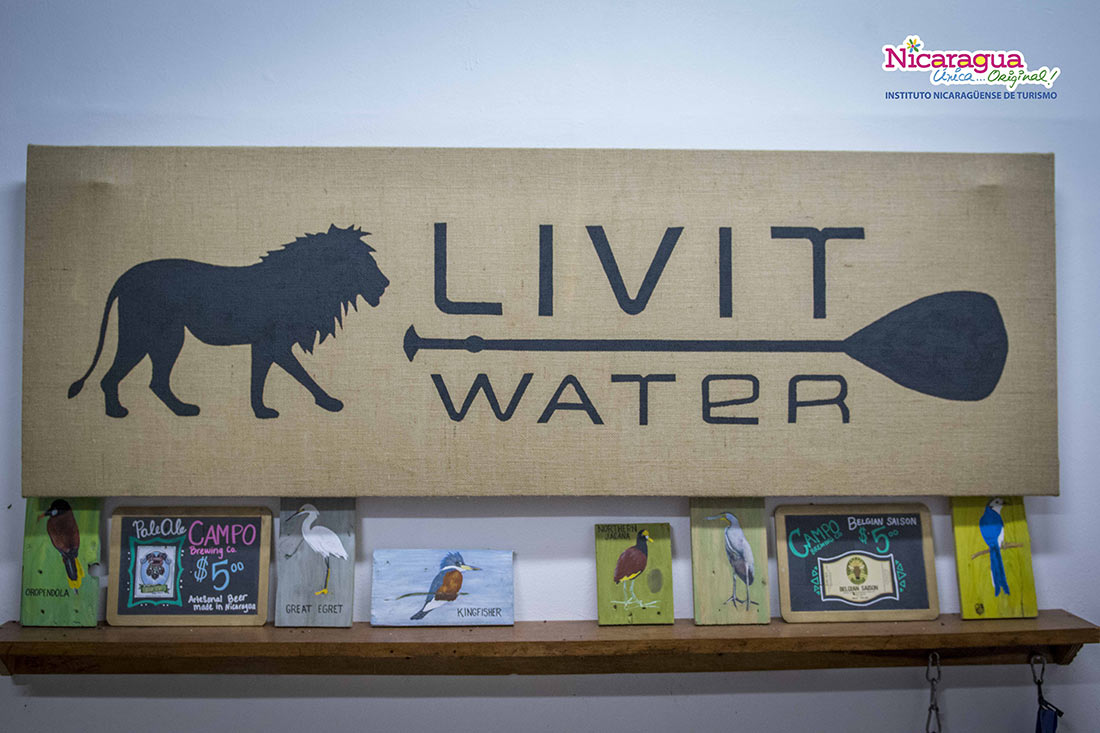 Nicaragua
Única... Original!
INSTITUTO NICARAGÜENSE DE TURISMO
LIVIT
WATER
OROPENDOLA
Pale Ale
CAMPO
Brewing Co.
$5.00
Artesanal Beer
made in Nicaragua
GREAT EGRET
KINGFISHER
NORTHERN
JACANA
CAMPO
BELGIAN SAISON
$5.00
BELGIAN SAISON